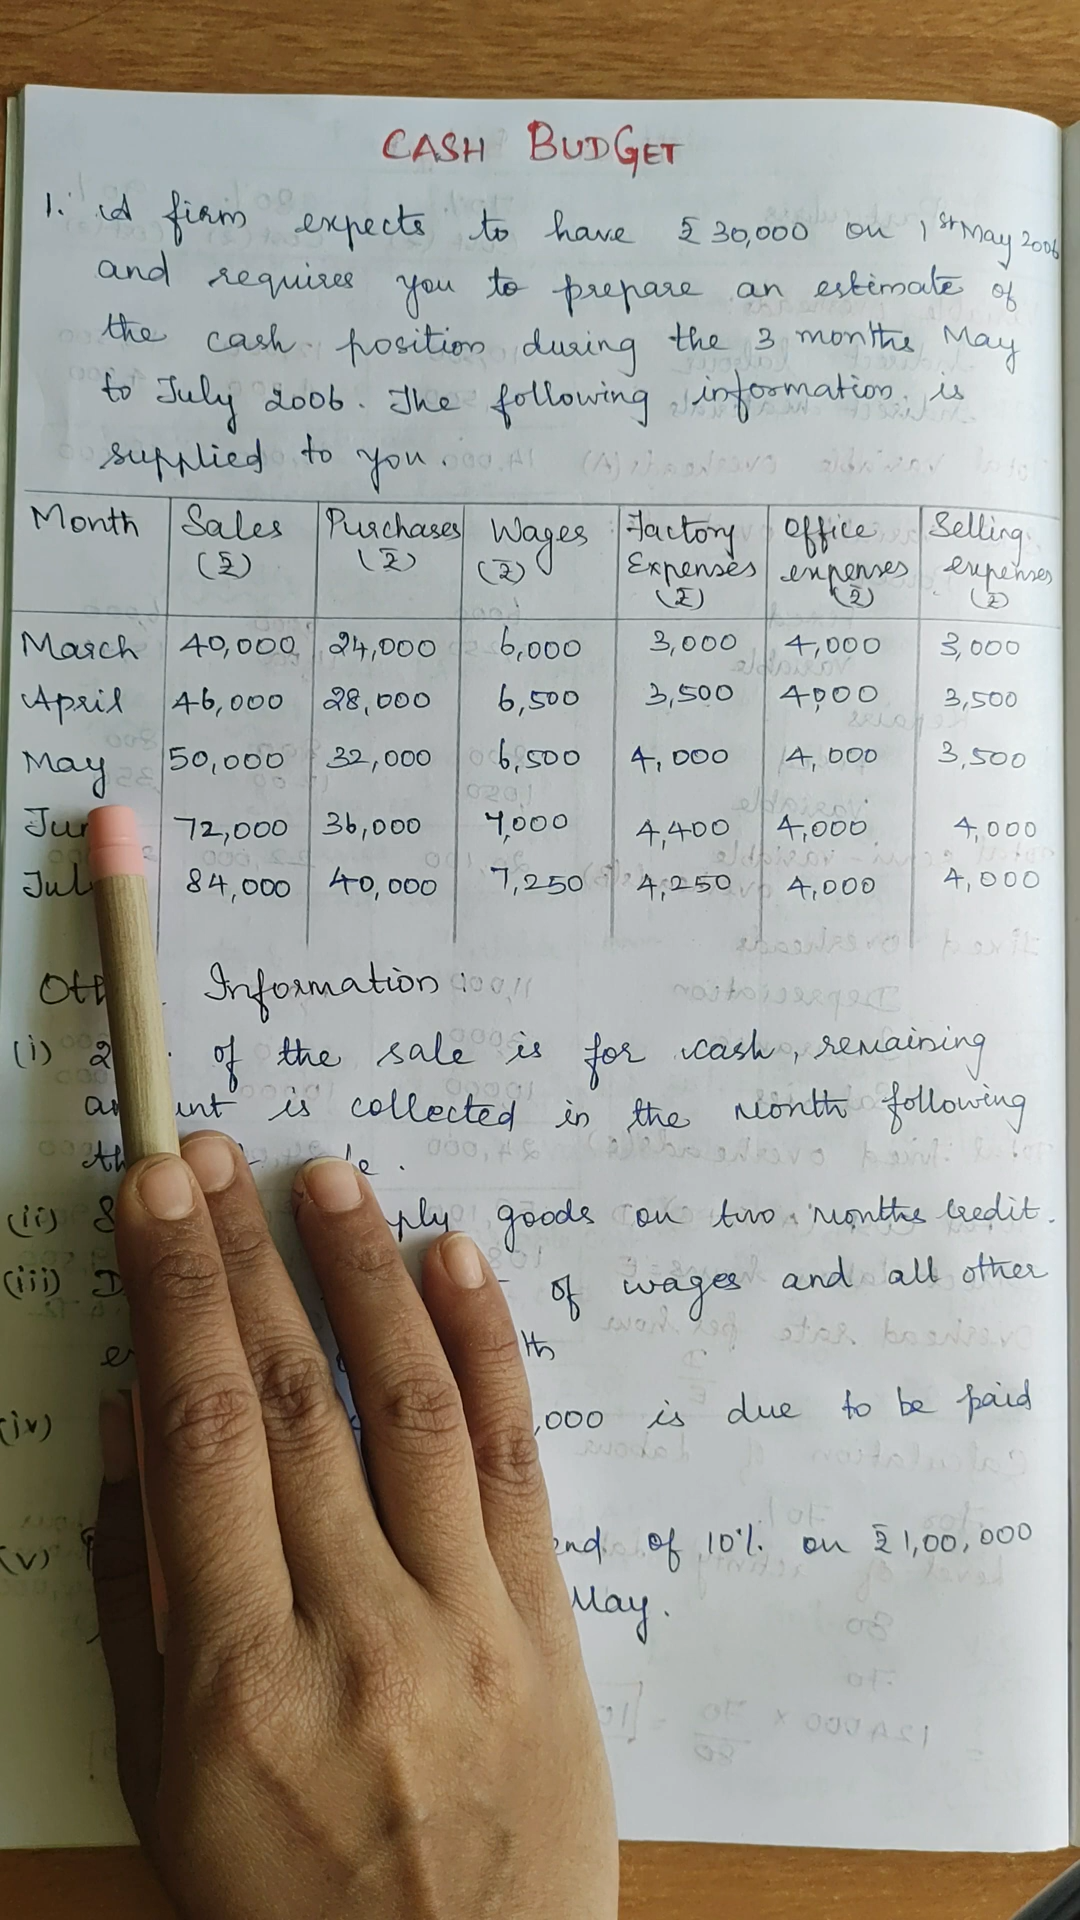 CASH BUDGET
1. A firm expects to have ₹ 30,000 on 1st May 2006
and requires you to prepare an estimate of
the cash position during the 3 months May
to July 2006. The following information is
supplied to you.
Month Sales (₹) Purchases (₹) Wages (₹) Factory Expenses (₹) office expenses (₹) Selling expenses (₹)
March 40,000 24,000 6,000 3,000 4,000 3,000
April 46,000 28,000 6,500 3,500 4,000 3,500
May 50,000 32,000 6,500 4,000 4,000 3,500
72,000 36,000 7,000 4,400 4,000 4,000
84,000 40,000 7,250 4,250 4,000 4,000
Information :
(i) of the sale is for cash, remaining
is collected in the month following
(ii) goods on two months credit.
(iii) of wages and all other
(iv) ,000 is due to be paid
(v) of 10% on ₹ 1,00,000
May.